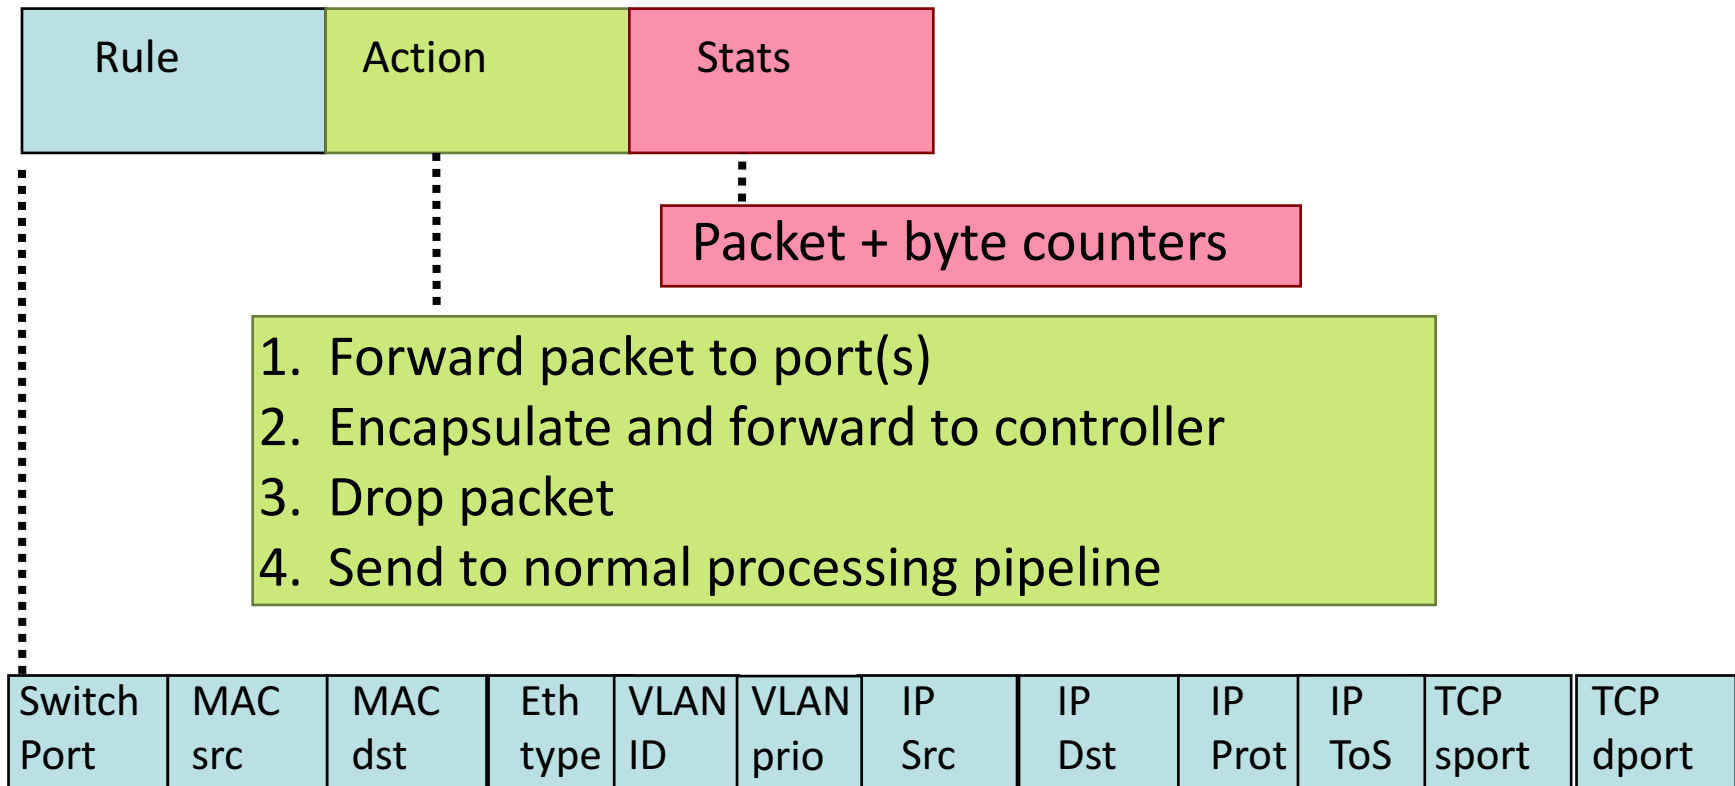 Rule Action Stats
Packet + byte counters
1. Forward packet to port(s)
2. Encapsulate and forward to controller
3. Drop packet
4. Send to normal processing pipeline
Switch MAC MAC Eth VLAN VLAN IP IP IP IP TCP TCP
Port src dst type ID prio Src Dst Prot ToS sport dport